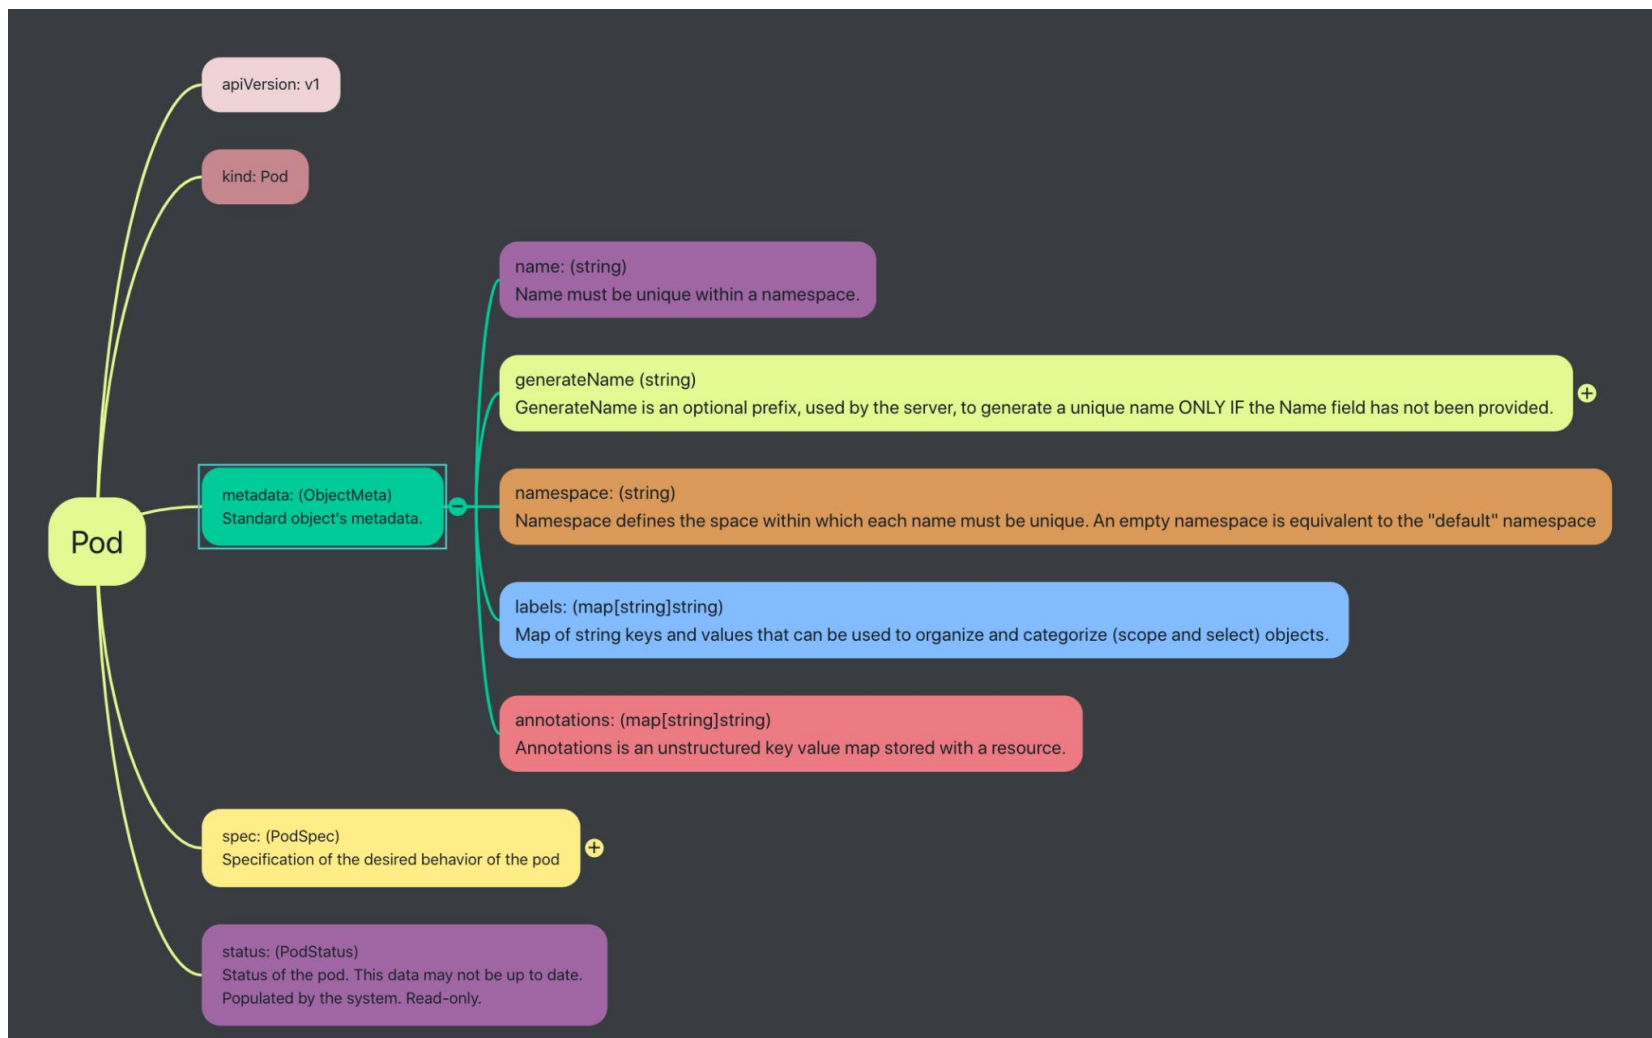 apiVersion: v1
kind: Pod
name: (string)
Name must be unique within a namespace.
generateName (string)
GenerateName is an optional prefix, used by the server, to generate a unique name ONLY IF the Name field has not been provided.
metadata: (ObjectMeta)
Standard object's metadata.
namespace: (string)
Namespace defines the space within which each name must be unique. An empty namespace is equivalent to the "default" namespace
Pod
labels: (map[string]string)
Map of string keys and values that can be used to organize and categorize (scope and select) objects.
annotations: (map[string]string)
Annotations is an unstructured key value map stored with a resource.
spec: (PodSpec)
Specification of the desired behavior of the pod
status: (PodStatus)
Status of the pod. This data may not be up to date.
Populated by the system. Read-only.